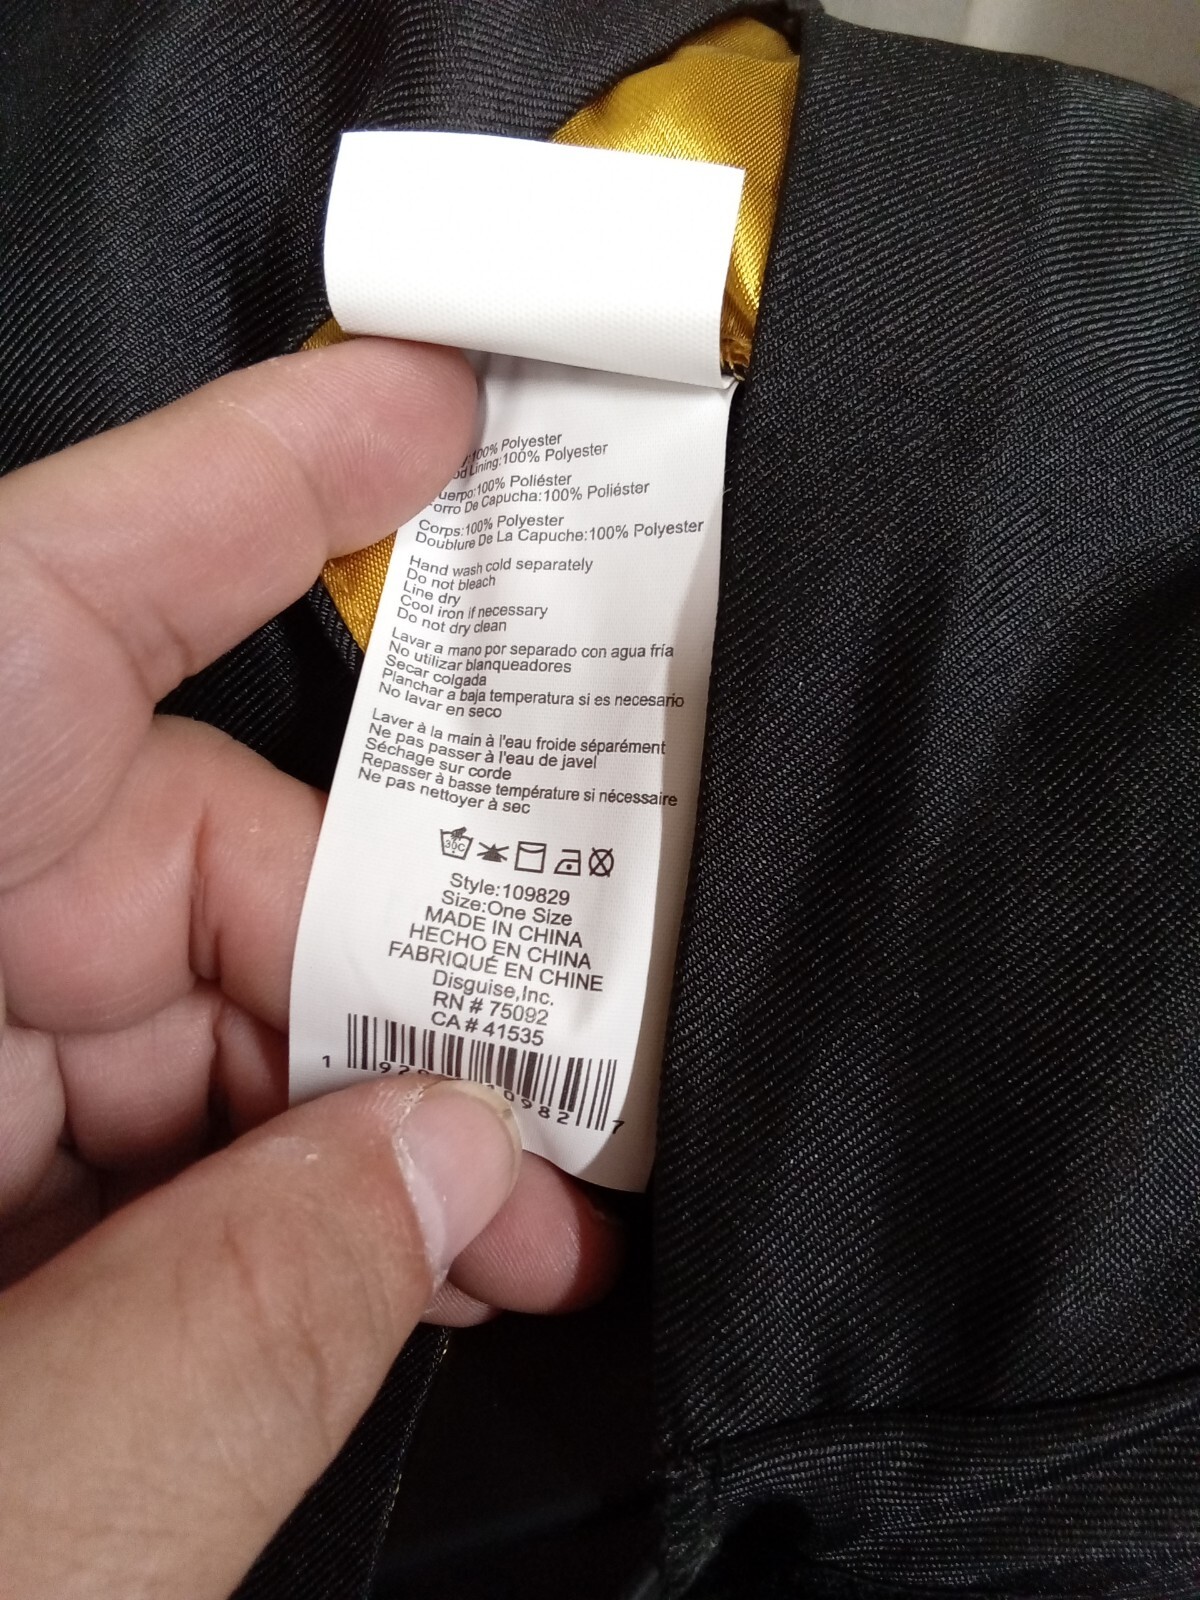 100% Polyester
Lining:100% Polyester
100% Poliéster
De Capucha:100% Poliéster
Corps:100% Polyester
Doublure De La Capuche:100% Polyester
Hand wash cold separately
Do not bleach
Line dry
Cool iron if necessary
Do not dry clean
Lavar a mano por separado con agua fría
No utilizar blanqueadores
Secar colgada
Planchar a baja temperatura si es necesario
No lavar en seco
Laver à la main à l'eau froide séparément
Ne pas passer à l'eau de javel
Séchage sur corde
Repasser à basse température si nécessaire
Ne pas nettoyer à sec
30C
Style:109829
Size:One Size
MADE IN CHINA
HECHO EN CHINA
FABRIQUÉ EN CHINE
Disguise,Inc.
RN # 75092
CA # 41535
1 7